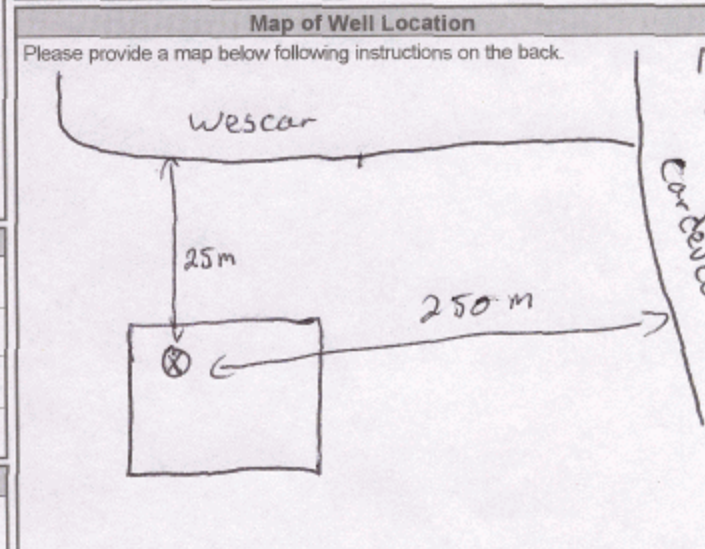 Map of Well Location
Please provide a map below following instructions on the back.
Wescar
25m
250 m